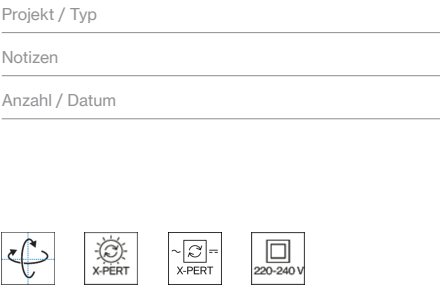 Projekt / Typ
Notizen
Anzahl / Datum
X-PERT
X-PERT
220-240 V